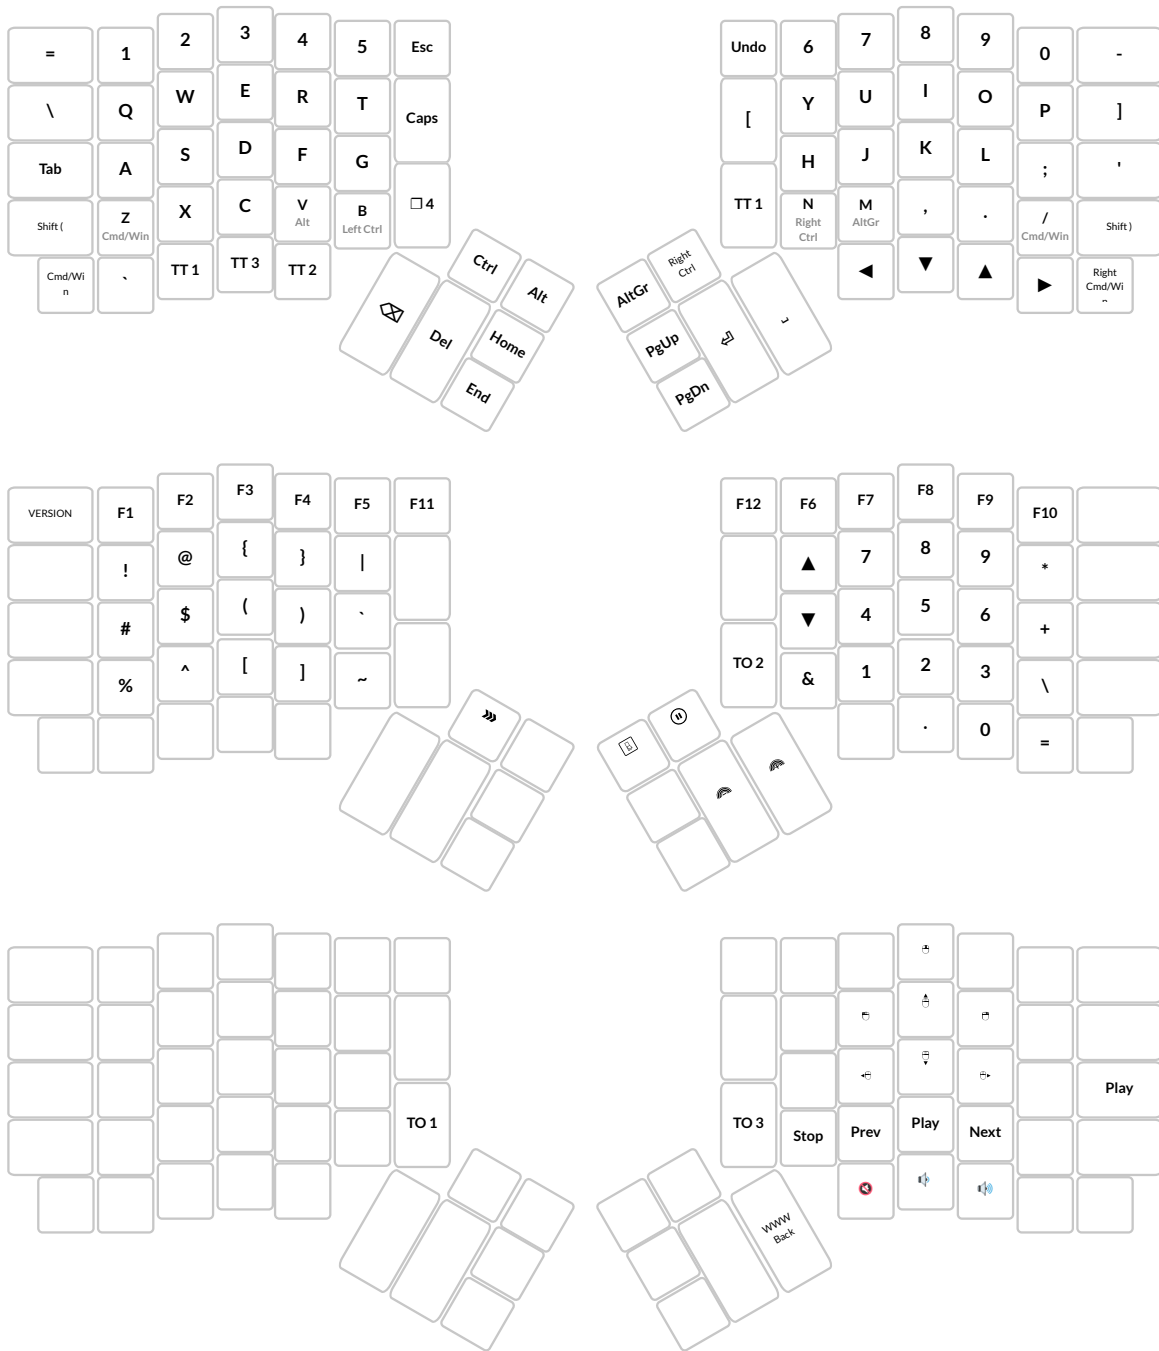 = 1 2 3 4 5 Esc Undo 6 7 8 9 0 -
\ Q W E R T Caps [ Y U I O P ]
Tab A S D F G H J K L ; '
Shift ( Z X C V B ❐ 4 TT 1 N M , . / Shift )
Cmd/Win Alt Left Ctrl Right AltGr Cmd/Win
Ctrl
Cmd/Wi ` TT 1 TT 3 TT 2 ◀ ▼ ▲ ▶ Right
n Cmd/Wi
n
Ctrl Alt AltGr Right
Ctrl
⌫ Del Home PgUp ⏎ ⎵
End PgDn
VERSION F1 F2 F3 F4 F5 F11 F12 F6 F7 F8 F9 F10
! @ { } | ▲ 7 8 9 *
# $ ( ) ` ▼ 4 5 6 +
% ^ [ ] ~ TO 2 & 1 2 3 \
. 0 =
TO 1 TO 3 Play
Stop Prev Play Next
WWW
Back